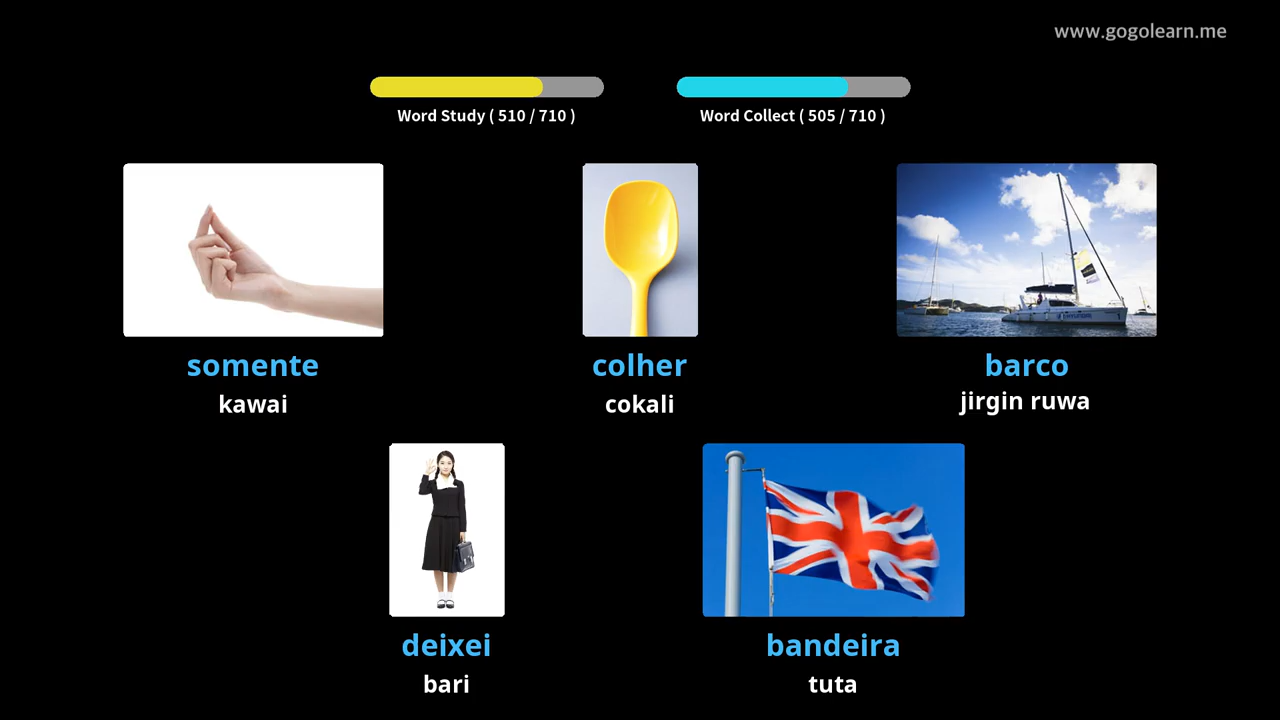 www.gogolearn.me
Word Study ( 510 / 710 )
Word Collect ( 505 / 710 )
somente
kawai
colher
cokali
barco
jirgin ruwa
deixei
bari
bandeira
tuta